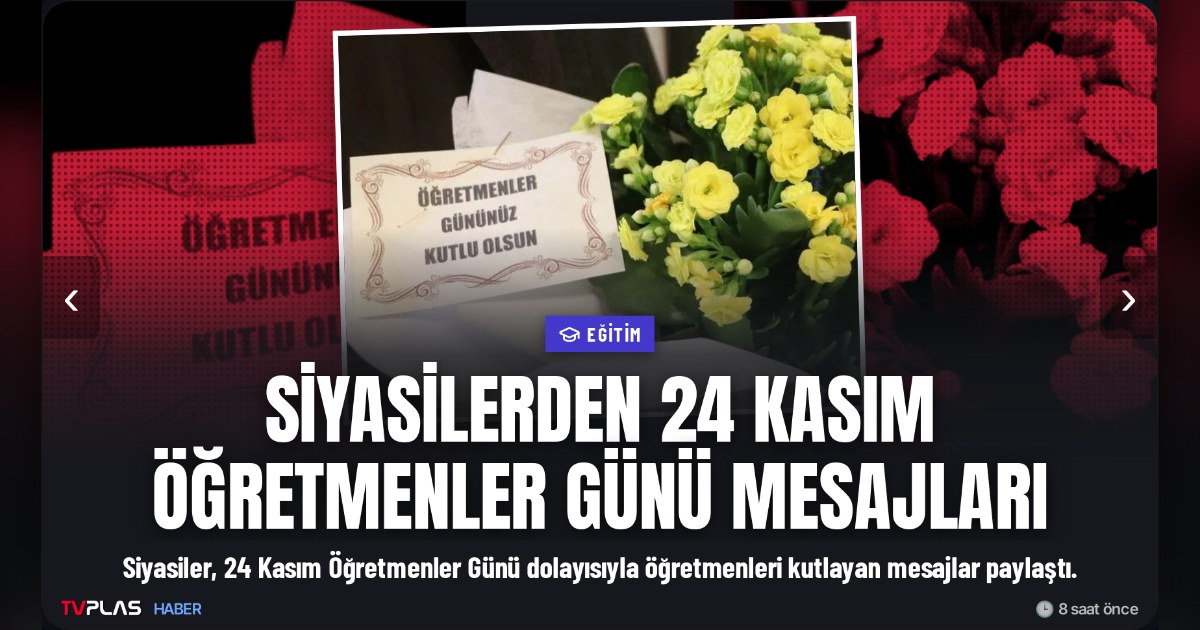 ÖĞRETMENLER
GÜNÜNÜZ
KUTLU OLSUN
EĞİTİM
SİYASİLERDEN 24 KASIM
ÖĞRETMENLER GÜNÜ MESAJLARI
Siyasiler, 24 Kasım Öğretmenler Günü dolayısıyla öğretmenleri kutlayan mesajlar paylaştı.
TVPLAS HABER
8 saat önce